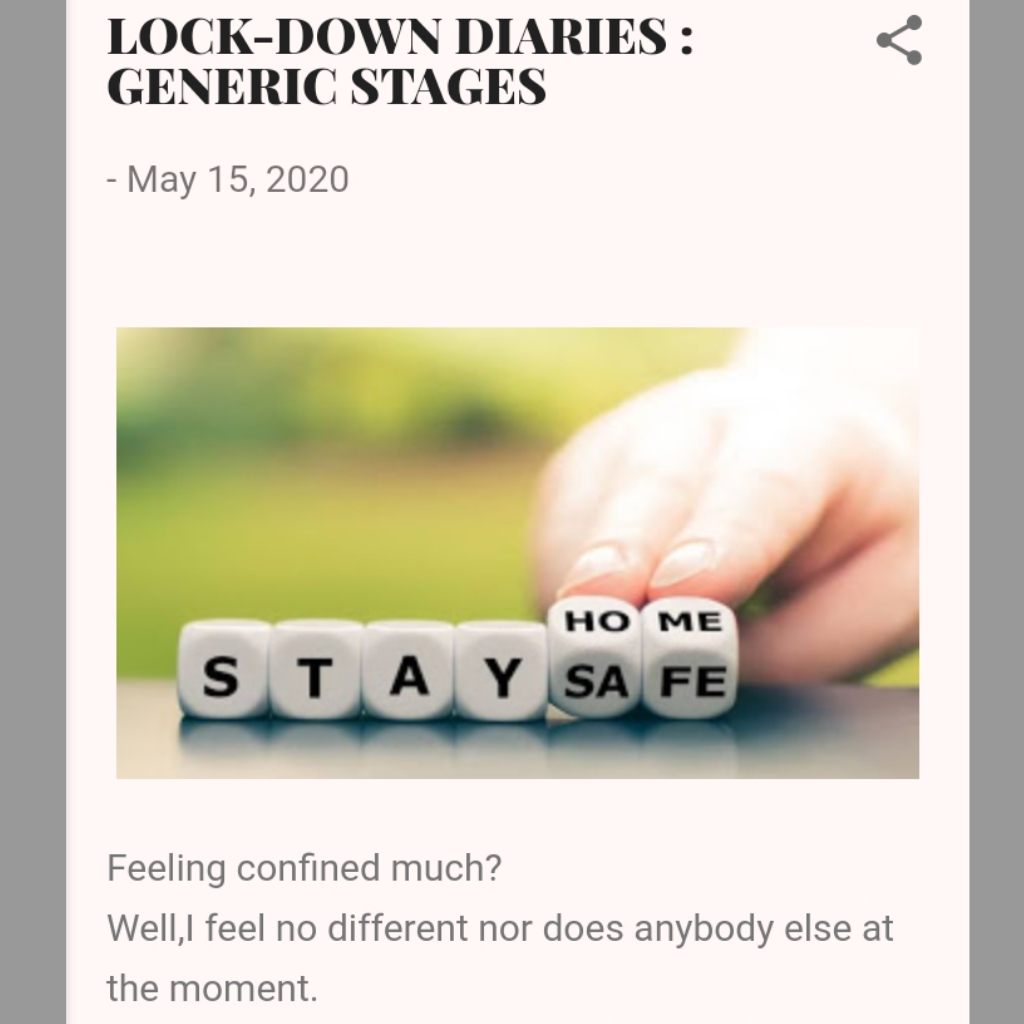 LOCK-DOWN DIARIES :
GENERIC STAGES
- May 15, 2020
HO ME
S T A Y SA FE
Feeling confined much?
Well,I feel no different nor does anybody else at
the moment.